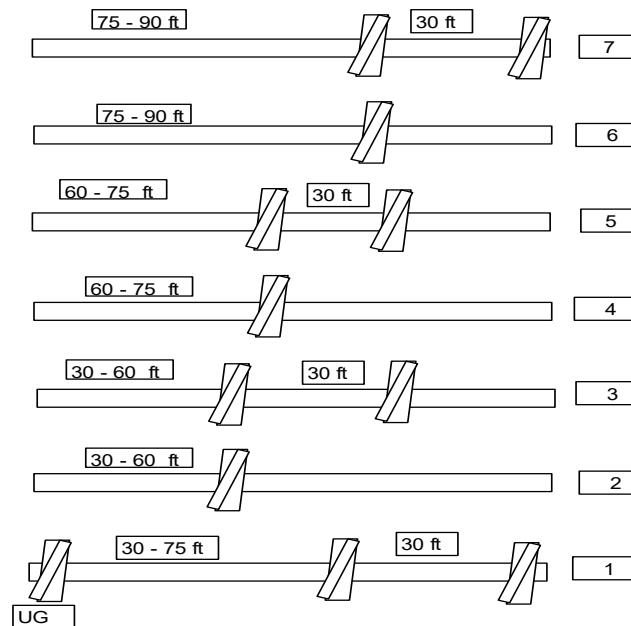 75 - 90 ft 30 ft
7
75 - 90 ft
6
60 - 75 ft 30 ft
5
60 - 75 ft
4
30 - 60 ft 30 ft
3
30 - 60 ft
2
30 - 75 ft 30 ft
1
UG